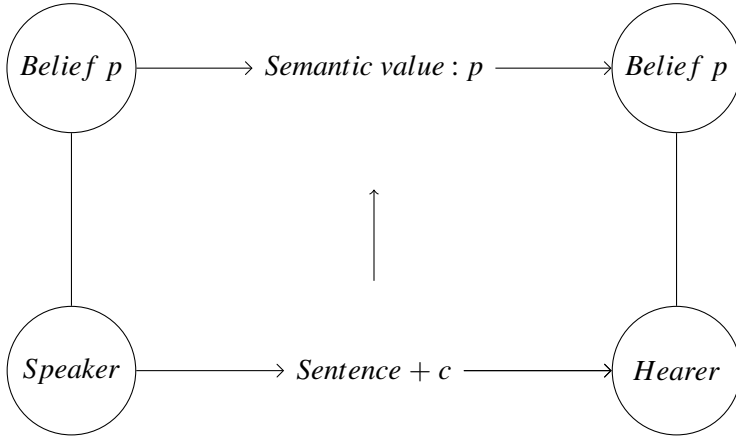 Belief p
Semantic value : p
Belief p
Speaker
Sentence + c
Hearer